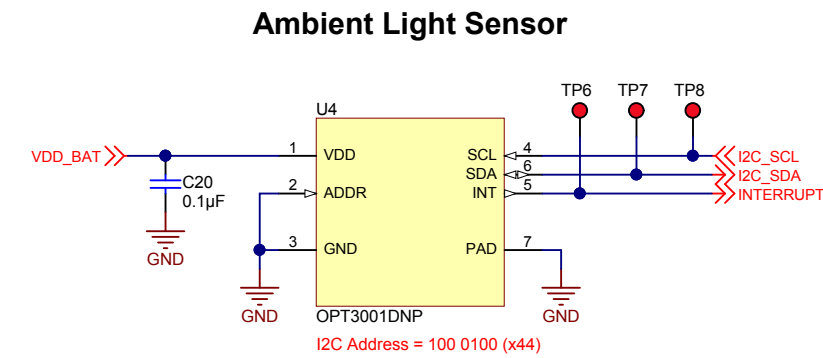 Ambient Light Sensor
TP6 TP7 TP8
U4
VDD_BAT 1 VDD SCL 4 I2C_SCL
C20 2 ADDR SDA 6 I2C_SDA
0.1µF INT 5 INTERRUPT
3 GND PAD 7
GND
GND OPT3001DNP GND
I2C Address = 100 0100 (x44)